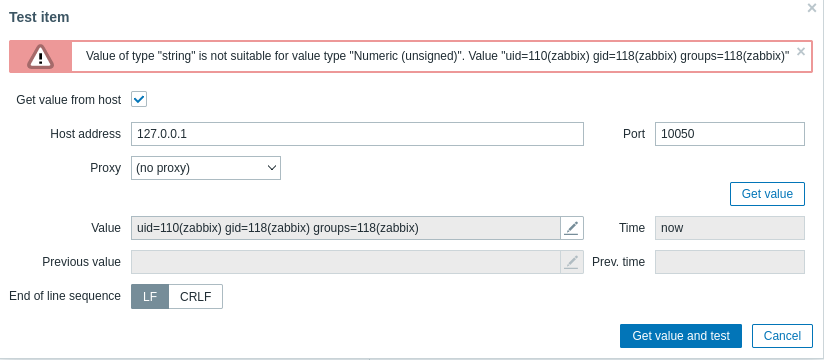 Test item
Value of type "string" is not suitable for value type "Numeric (unsigned)". Value "uid=110(zabbix) gid=118(zabbix) groups=118(zabbix)"
Get value from host
Host address 127.0.0.1 Port 10050
Proxy (no proxy)
Get value
Value uid=110(zabbix) gid=118(zabbix) groups=118(zabbix) Time now
Previous value Prev. time
End of line sequence LF CRLF
Get value and test Cancel